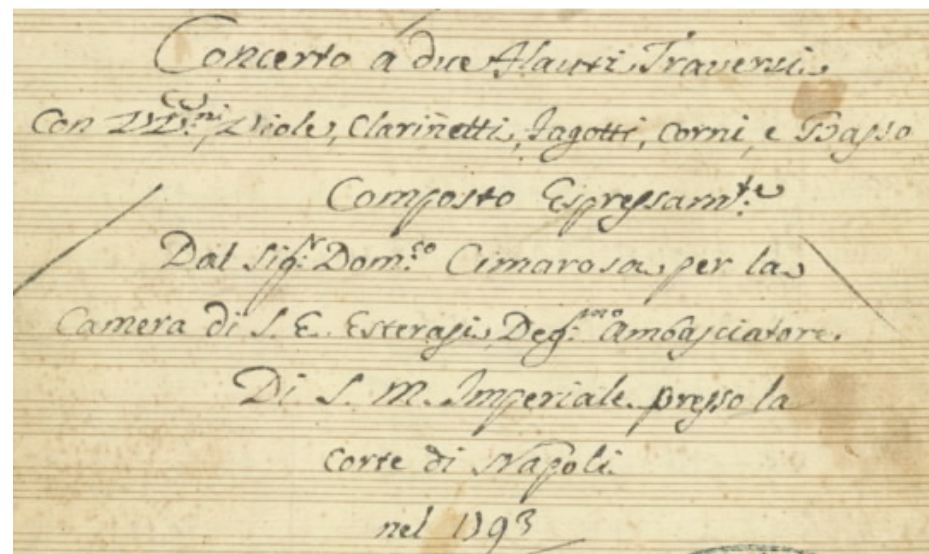 Concerto a due Flauti Traversi
Con VV.ni, Viole, Clarinetti, Fagotti, Corni, e Basso
Composto Espressam.te
Dal Sig.r Dom.co Cimarosa per la
Camera di S. E. Esterasi Deg.mo Ambasciatore
Di S. M. Imperiale presso la
Corte di Napoli
nel 1793